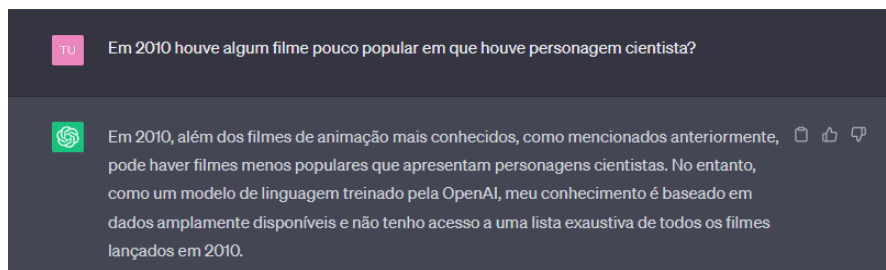 TU
Em 2010 houve algum filme pouco popular em que houve personagem cientista?
Em 2010, além dos filmes de animação mais conhecidos, como mencionados anteriormente,
pode haver filmes menos populares que apresentam personagens cientistas. No entanto,
como um modelo de linguagem treinado pela OpenAI, meu conhecimento é baseado em
dados amplamente disponíveis e não tenho acesso a uma lista exaustiva de todos os filmes
lançados em 2010.